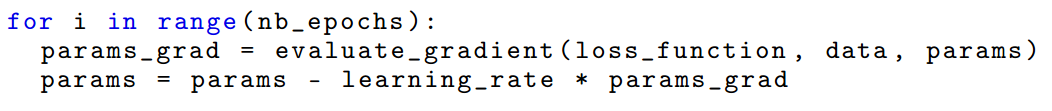 for i in range(nb_epochs):
  params_grad = evaluate_gradient(loss_function, data, params)
  params = params - learning_rate * params_grad